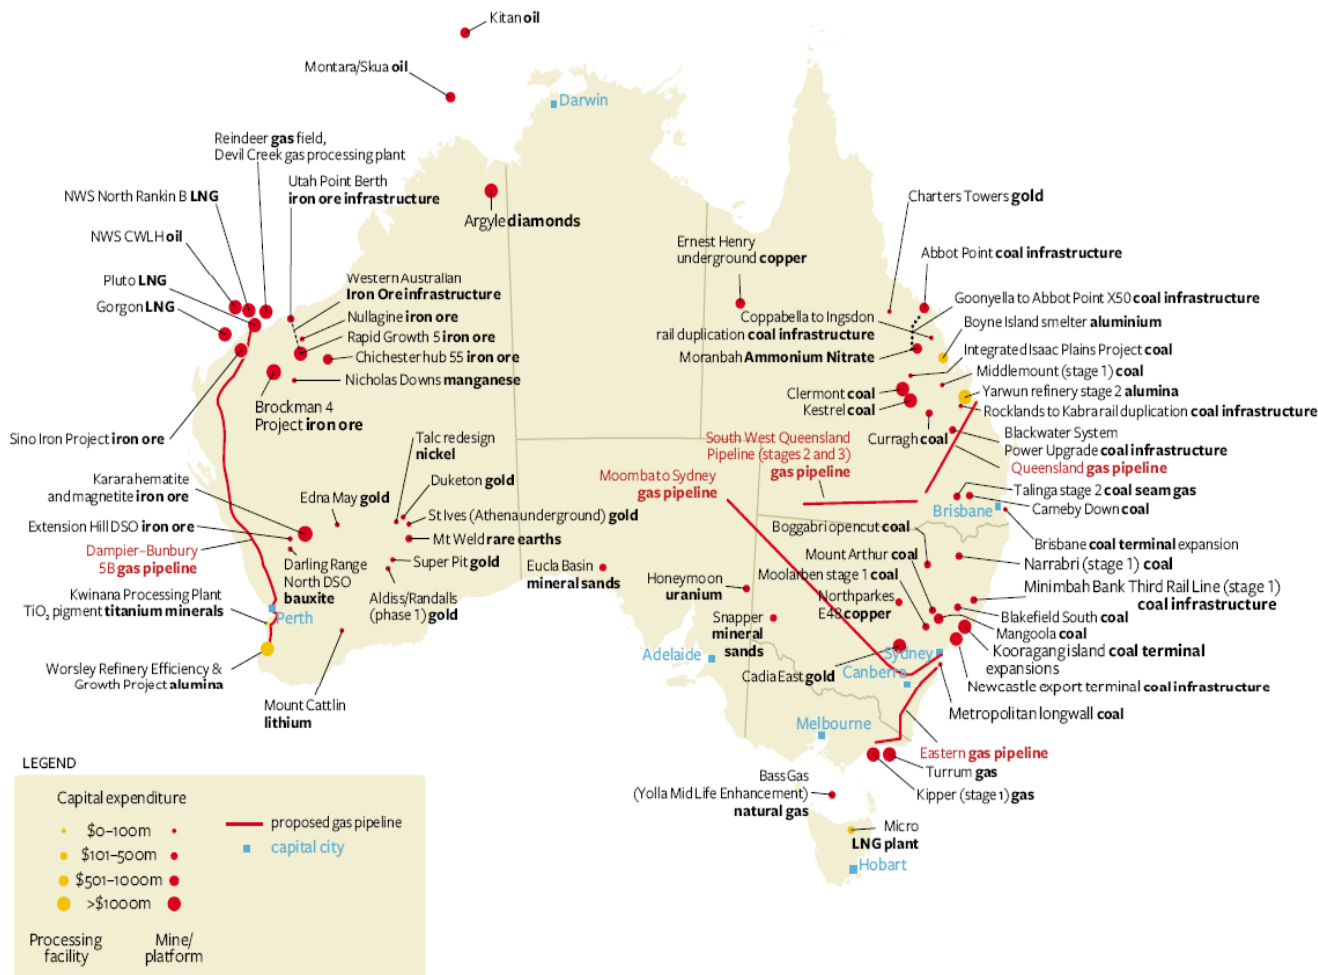 Kitan oil
Montara/Skua oil
Darwin
Reindeer gas field,
Devil Creek gas processing plant
Utah Point Berth
iron ore infrastructure
NWS North Rankin B LNG
NWS CWLH oil
Pluto LNG
Gorgon LNG
Argyle diamonds
Western Australian
Iron Ore infrastructure
Nullagine iron ore
Rapid Growth 5 iron ore
Chichester hub 55 iron ore
Nicholas Downs manganese
Brockman 4
Project iron ore
Sino Iron Project iron ore
Karara hematite
and magnetite iron ore
Extension Hill DSO iron ore
Dampier–Bunbury
5B gas pipeline
Kwinana Processing Plant
TiO₂ pigment titanium minerals
Perth
Worsley Refinery Efficiency &
Growth Project alumina
Edna May gold
Darling Range
North DSO
bauxite
Talc redesign
nickel
Duketon gold
St Ives (Athena underground) gold
Mt Weld rare earths
Super Pit gold
Aldiss/Randalls
(phase 1) gold
Mount Cattlin
lithium
Eucla Basin
mineral sands
Charters Towers gold
Ernest Henry
underground copper
Abbot Point coal infrastructure
Goonyella to Abbot Point X50 coal infrastructure
Coppabella to Ingsdon
rail duplication coal infrastructure
Boyne Island smelter aluminium
Moranbah Ammonium Nitrate
Integrated Isaac Plains Project coal
Middlemount (stage 1) coal
Clermont coal
Kestrel coal
Yarwun refinery stage 2 alumina
Rocklands to Kabra rail duplication coal infrastructure
Curragh coal
Blackwater System
Power Upgrade coal infrastructure
Queensland gas pipeline
South West Queensland
Pipeline (stages 2 and 3)
gas pipeline
Moomba to Sydney
gas pipeline
Talinga stage 2 coal seam gas
Cameby Down coal
Brisbane
Brisbane coal terminal expansion
Boggabri opencut coal
Narrabri (stage 1) coal
Mount Arthur coal
Moolarben stage 1 coal
Minimbah Bank Third Rail Line (stage 1)
coal infrastructure
Honeymoon
uranium
Northparkes
E48 copper
Blakefield South coal
Mangoola coal
Snapper
mineral
sands
Kooragang island coal terminal
expansions
Adelaide
Sydney
Cadia East gold
Canberra
Newcastle export terminal coal infrastructure
Metropolitan longwall coal
Melbourne
Eastern gas pipeline
Turrum gas
Kipper (stage 1) gas
BassGas
(Yolla Mid Life Enhancement)
natural gas
Micro
LNG plant
Hobart
LEGEND
Capital expenditure
$0–100m
$101–500m
$501–1000m
>$1000m
Processing
facility
Mine/
platform
proposed gas pipeline
capital city